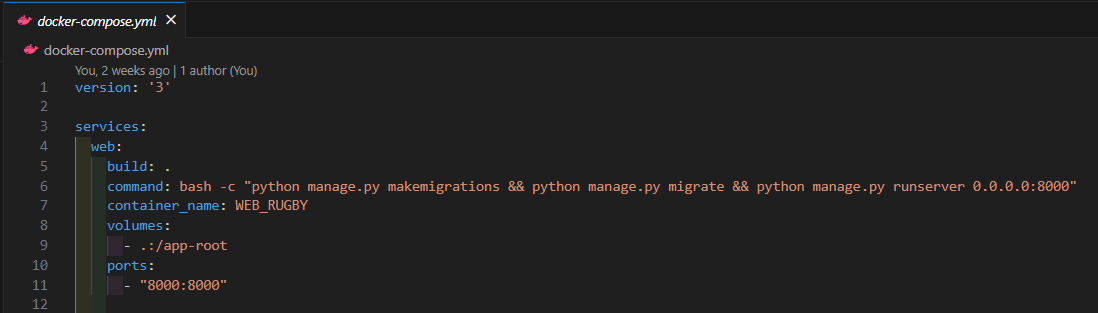 docker-compose.yml ×
docker-compose.yml
You, 2 weeks ago | 1 author (You)
1 version: '3'
2
3 services:
4   web:
5     build: .
6     command: bash -c "python manage.py makemigrations && python manage.py migrate && python manage.py runserver 0.0.0.0:8000"
7     container_name: WEB_RUGBY
8     volumes:
9       - .:/app-root
10     ports:
11       - "8000:8000"
12